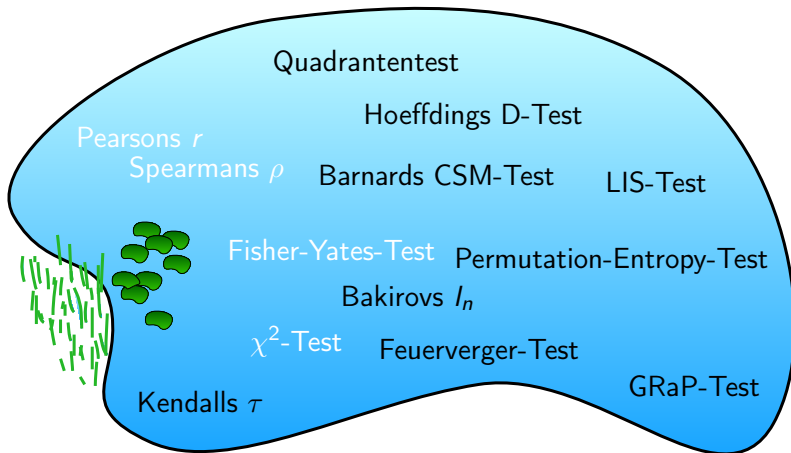 Quadrantentest
Hoeffdings D-Test
Pearsons r
Spearmans ρ
Barnards CSM-Test
LIS-Test
Fisher-Yates-Test
Permutation-Entropy-Test
Bakirovs Iₙ
χ²-Test
Feuerverger-Test
GRaP-Test
Kendalls τ